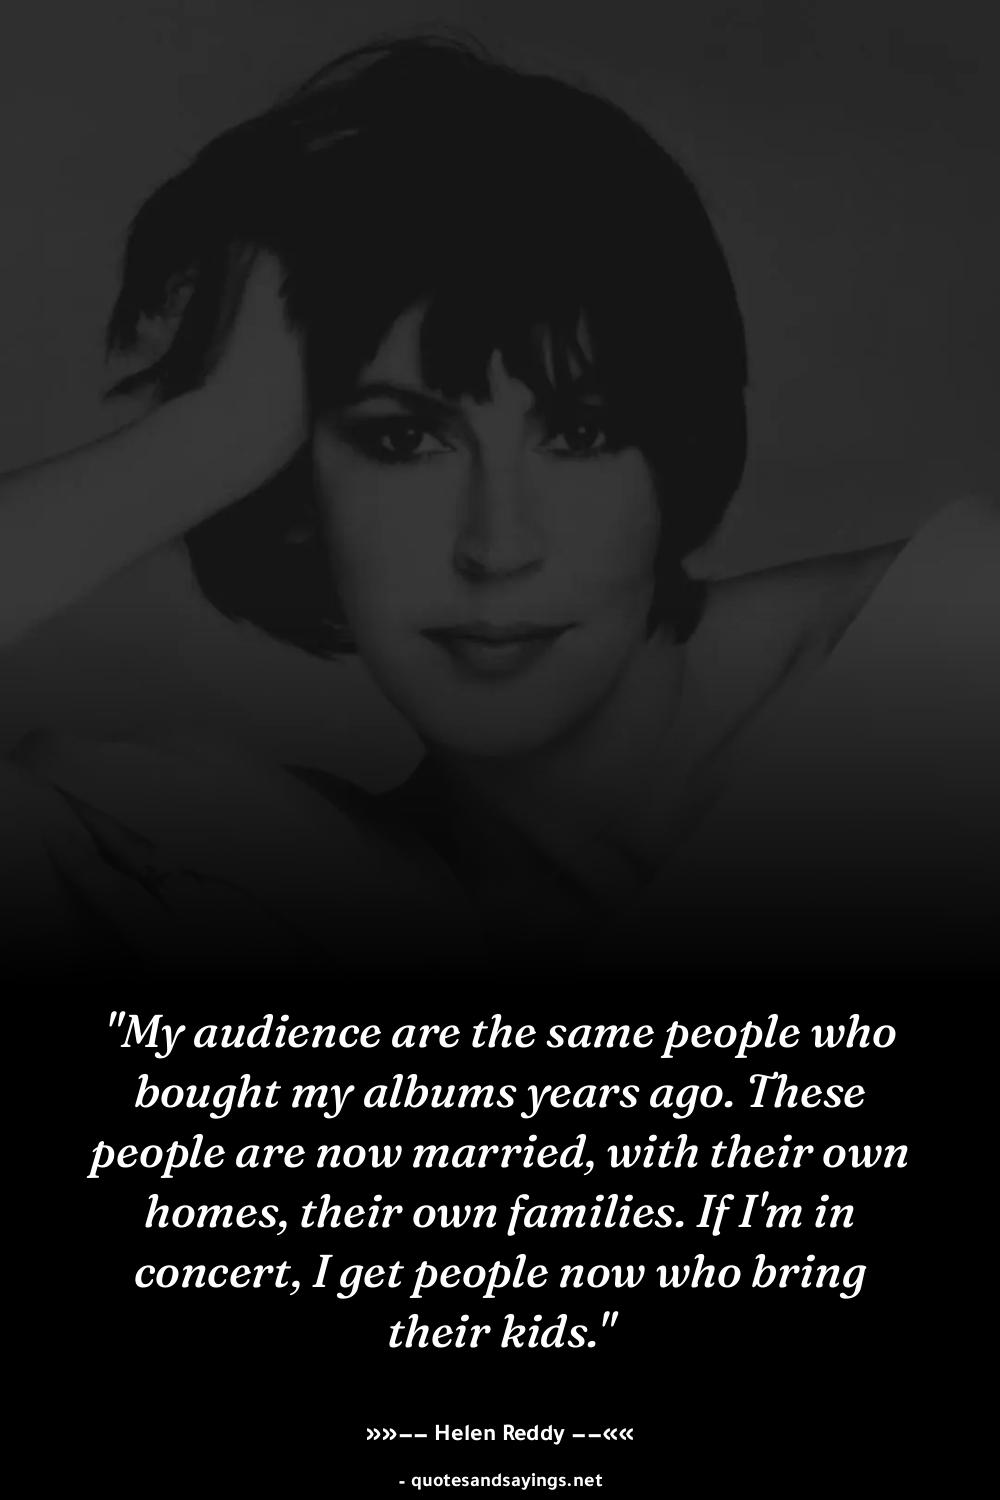 "My audience are the same people who
bought my albums years ago. These
people are now married, with their own
homes, their own families. If I'm in
concert, I get people now who bring
their kids."
»»-- Helen Reddy --««
- quotesandsayings.net